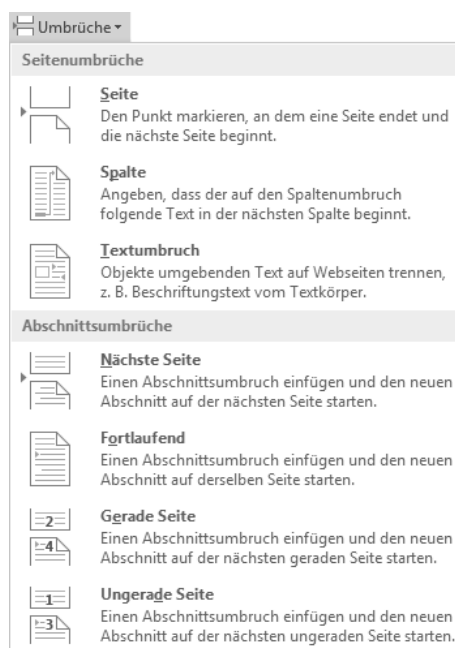 Umbrüche
Seitenumbrüche
Seite
Den Punkt markieren, an dem eine Seite endet und
die nächste Seite beginnt.
Spalte
Angeben, dass der auf den Spaltenumbruch
folgende Text in der nächsten Spalte beginnt.
Textumbruch
Objekte umgebenden Text auf Webseiten trennen,
z. B. Beschriftungstext vom Textkörper.
Abschnittsumbrüche
Nächste Seite
Einen Abschnittsumbruch einfügen und den neuen
Abschnitt auf der nächsten Seite starten.
Fortlaufend
Einen Abschnittsumbruch einfügen und den neuen
Abschnitt auf derselben Seite starten.
2
4
Gerade Seite
Einen Abschnittsumbruch einfügen und den neuen
Abschnitt auf der nächsten geraden Seite starten.
1
3
Ungerade Seite
Einen Abschnittsumbruch einfügen und den neuen
Abschnitt auf der nächsten ungeraden Seite starten.